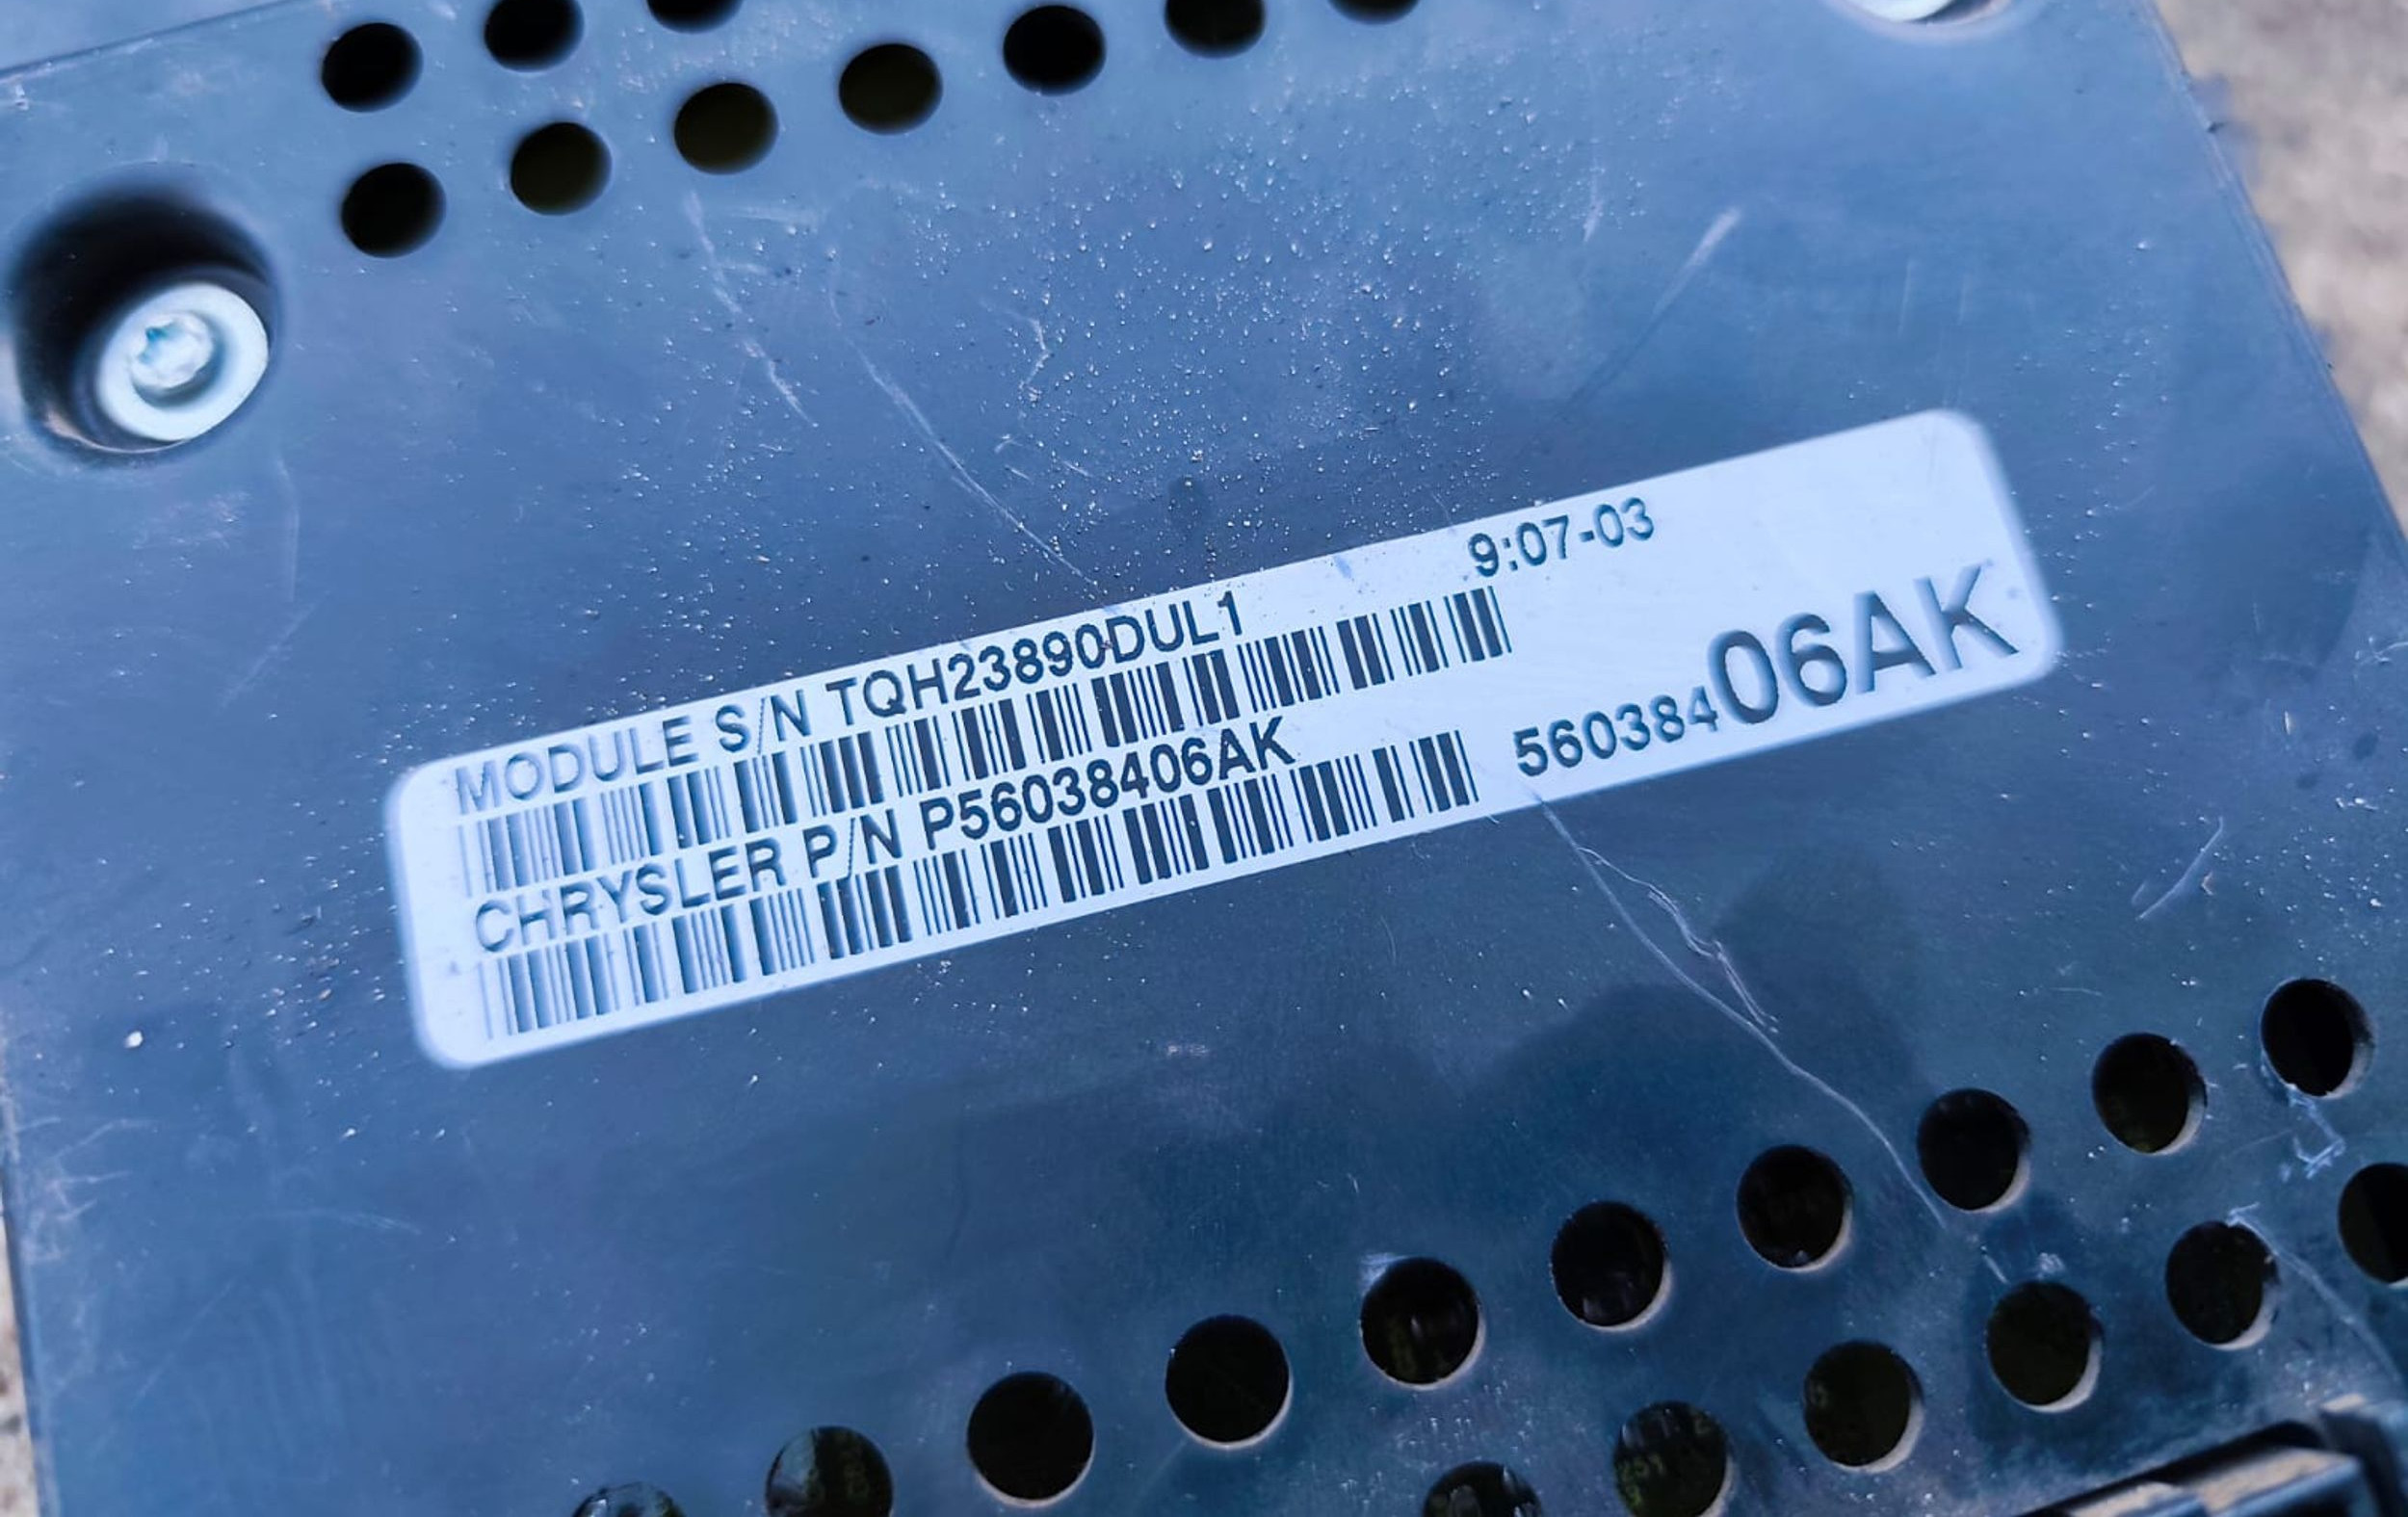 9:07-03
MODULE S/N TQH23890DUL1
CHRYSLER P/N P56038406AK
56038406AK